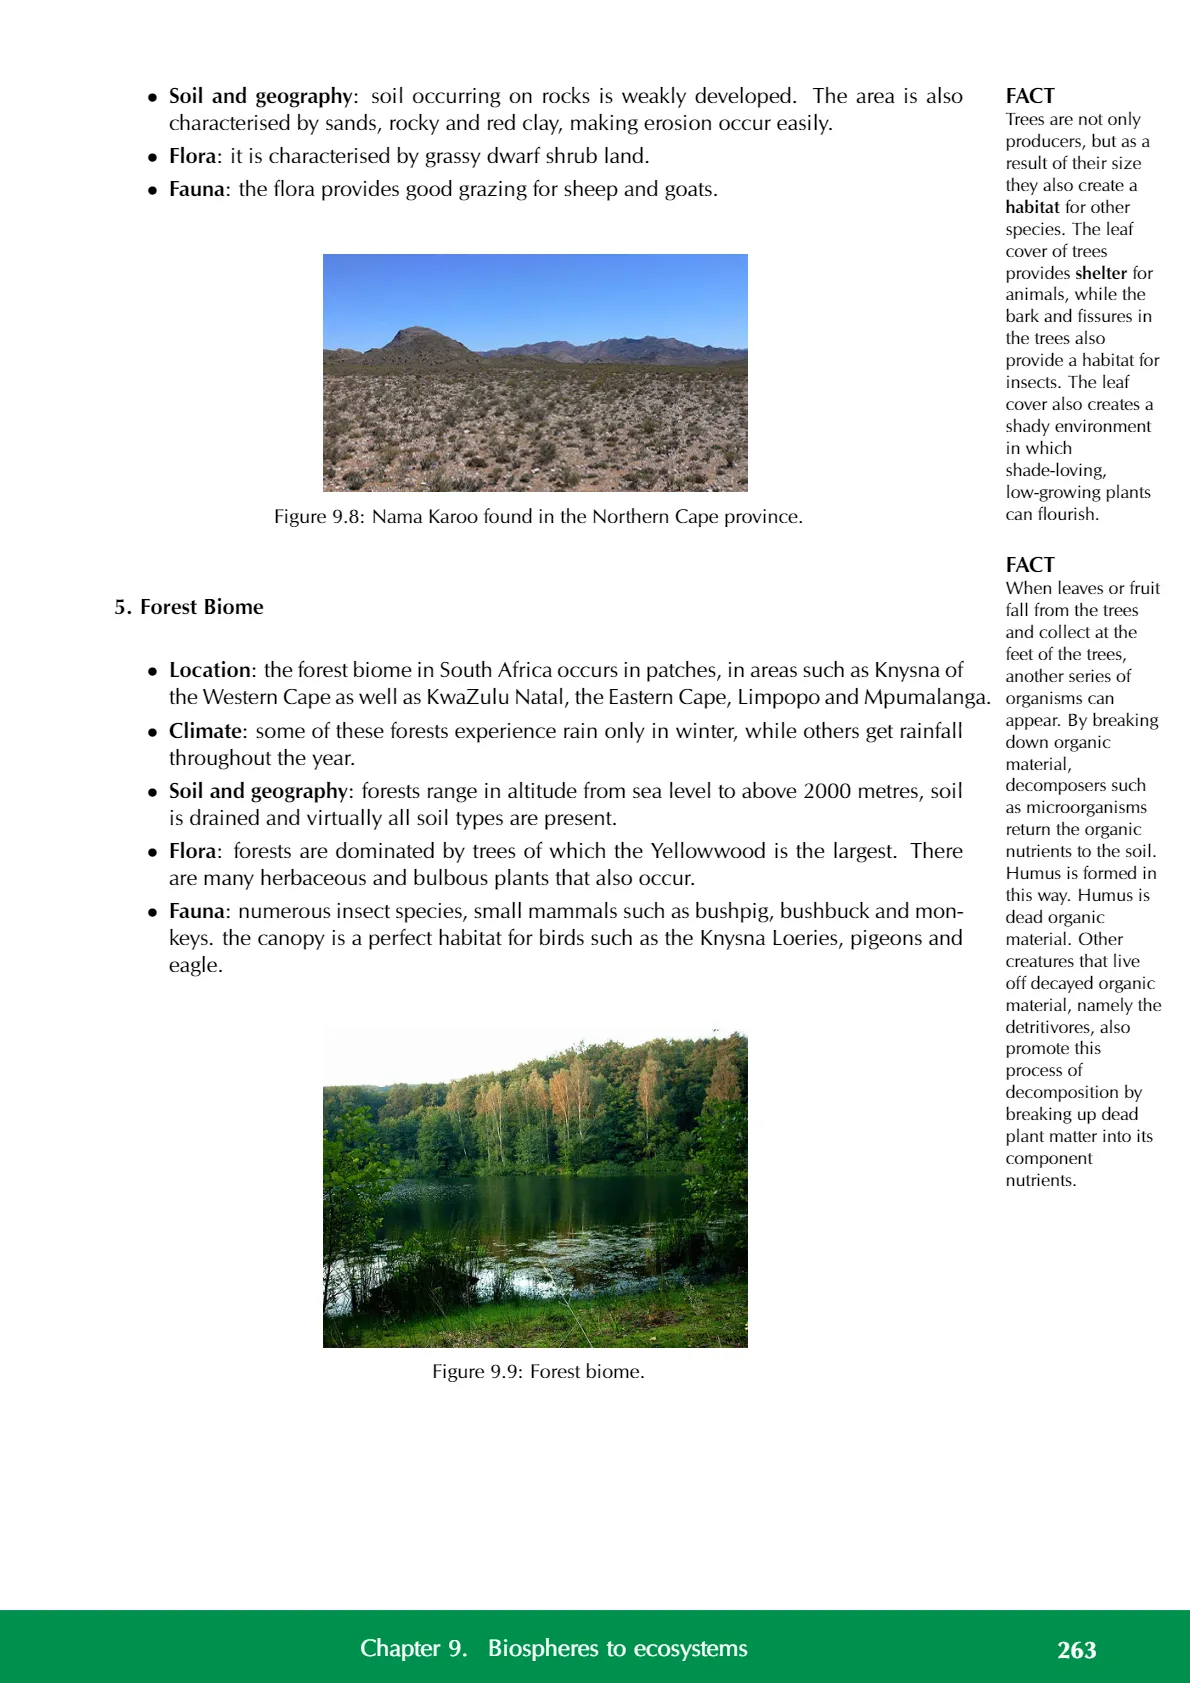 • Soil and geography: soil occurring on rocks is weakly developed. The area is also
characterised by sands, rocky and red clay, making erosion occur easily.
• Flora: it is characterised by grassy dwarf shrub land.
• Fauna: the flora provides good grazing for sheep and goats.
Figure 9.8: Nama Karoo found in the Northern Cape province.
5. Forest Biome
• Location: the forest biome in South Africa occurs in patches, in areas such as Knysna of
the Western Cape as well as KwaZulu Natal, the Eastern Cape, Limpopo and Mpumalanga.
• Climate: some of these forests experience rain only in winter, while others get rainfall
throughout the year.
• Soil and geography: forests range in altitude from sea level to above 2000 metres, soil
is drained and virtually all soil types are present.
• Flora: forests are dominated by trees of which the Yellowwood is the largest. There
are many herbaceous and bulbous plants that also occur.
• Fauna: numerous insect species, small mammals such as bushpig, bushbuck and mon-
keys. the canopy is a perfect habitat for birds such as the Knysna Loeries, pigeons and
eagle.
Figure 9.9: Forest biome.
FACT
Trees are not only
producers, but as a
result of their size
they also create a
habitat for other
species. The leaf
cover of trees
provides shelter for
animals, while the
bark and fissures in
the trees also
provide a habitat for
insects. The leaf
cover also creates a
shady environment
in which
shade-loving,
low-growing plants
can flourish.
FACT
When leaves or fruit
fall from the trees
and collect at the
feet of the trees,
another series of
organisms can
appear. By breaking
down organic
material,
decomposers such
as microorganisms
return the organic
nutrients to the soil.
Humus is formed in
this way. Humus is
dead organic
material. Other
creatures that live
off decayed organic
material, namely the
detritivores, also
promote this
process of
decomposition by
breaking up dead
plant matter into its
component
nutrients.
Chapter 9. Biospheres to ecosystems
263